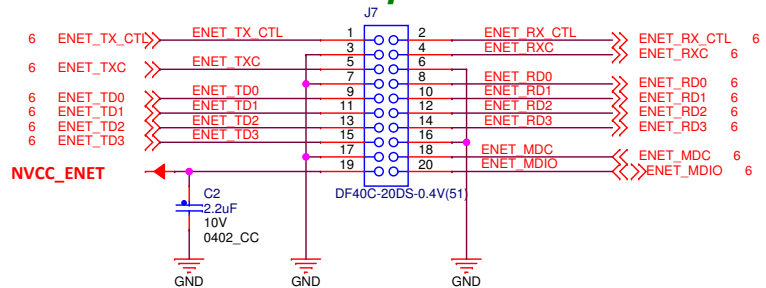 J7
6 ENET_TX_CTL ENET_TX_CTL 1 2 ENET_RX_CTL ENET_RX_CTL 6
3 4 ENET_RXC ENET_RXC 6
6 ENET_TXC ENET_TXC 5 6
7 8 ENET_RD0 ENET_RD0 6
6 ENET_TD0 ENET_TD0 9 10 ENET_RD1 ENET_RD1 6
6 ENET_TD1 ENET_TD1 11 12 ENET_RD2 ENET_RD2 6
6 ENET_TD2 ENET_TD2 13 14 ENET_RD3 ENET_RD3 6
6 ENET_TD3 ENET_TD3 15 16
17 18 ENET_MDC ENET_MDC 6
NVCC_ENET 19 20 ENET_MDIO ENET_MDIO 6
DF40C-20DS-0.4V(51)
C2
2.2uF
10V
0402_CC
GND GND GND